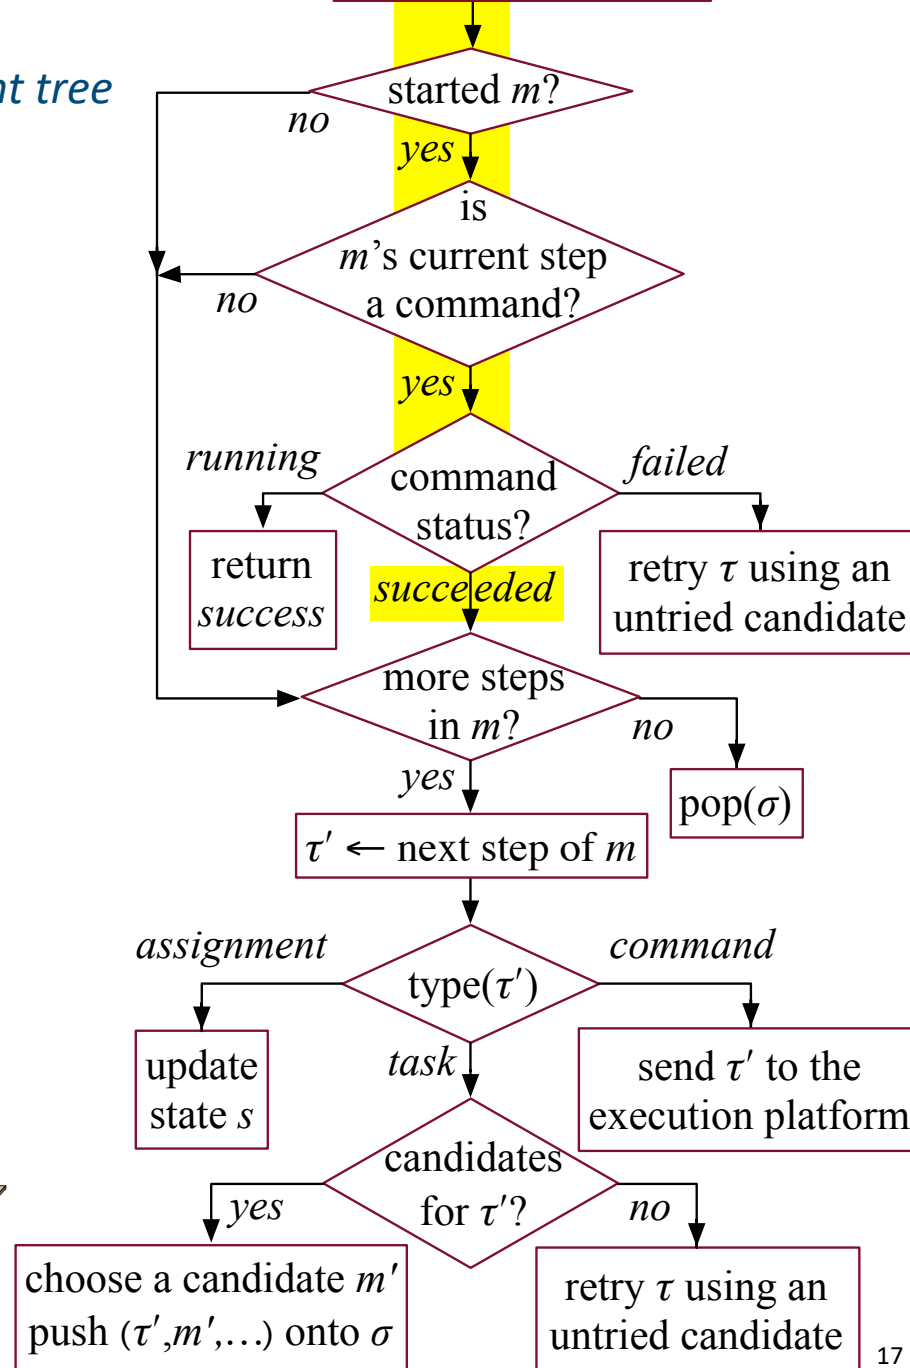 nt tree
started m?
no
yes
is
m’s current step
a command?
no
yes
running
failed
command
status?
return
success
succeeded
retry τ using an
untried candidate
more steps
in m?
no
yes
pop(σ)
τ′ ← next step of m
assignment
command
type(τ′)
update
state s
task
send τ′ to the
execution platform
candidates
for τ′?
yes
no
choose a candidate m′
push (τ′,m′,…) onto σ
retry τ using an
untried candidate
17